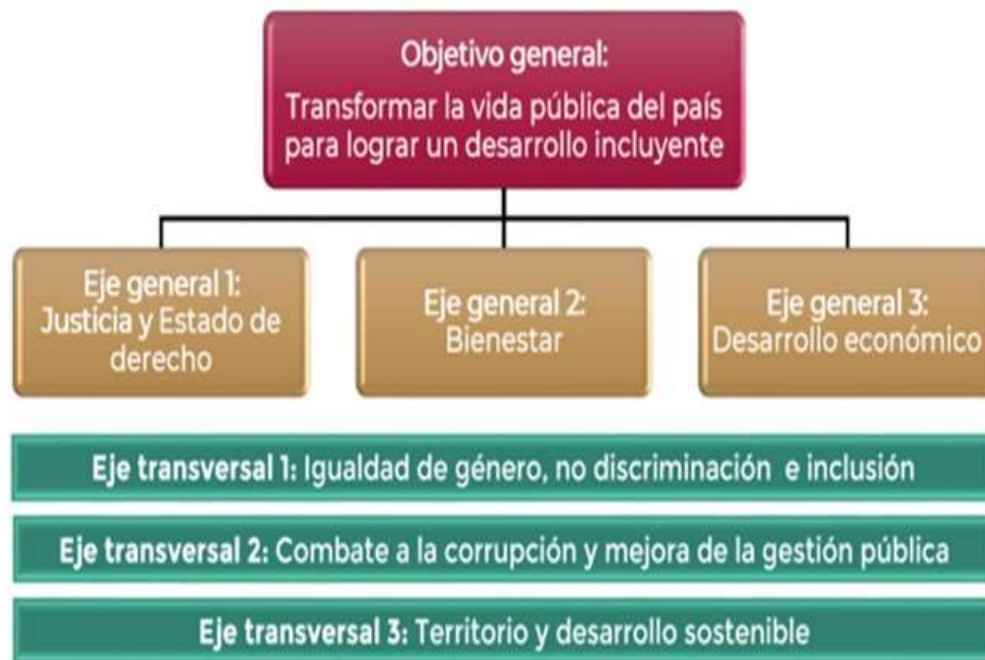 Objetivo general:
Transformar la vida pública del país
para lograr un desarrollo incluyente
Eje general 1:
Justicia y Estado de
derecho
Eje general 2:
Bienestar
Eje general 3:
Desarrollo económico
Eje transversal 1: Igualdad de género, no discriminación e inclusión
Eje transversal 2: Combate a la corrupción y mejora de la gestión pública
Eje transversal 3: Territorio y desarrollo sostenible